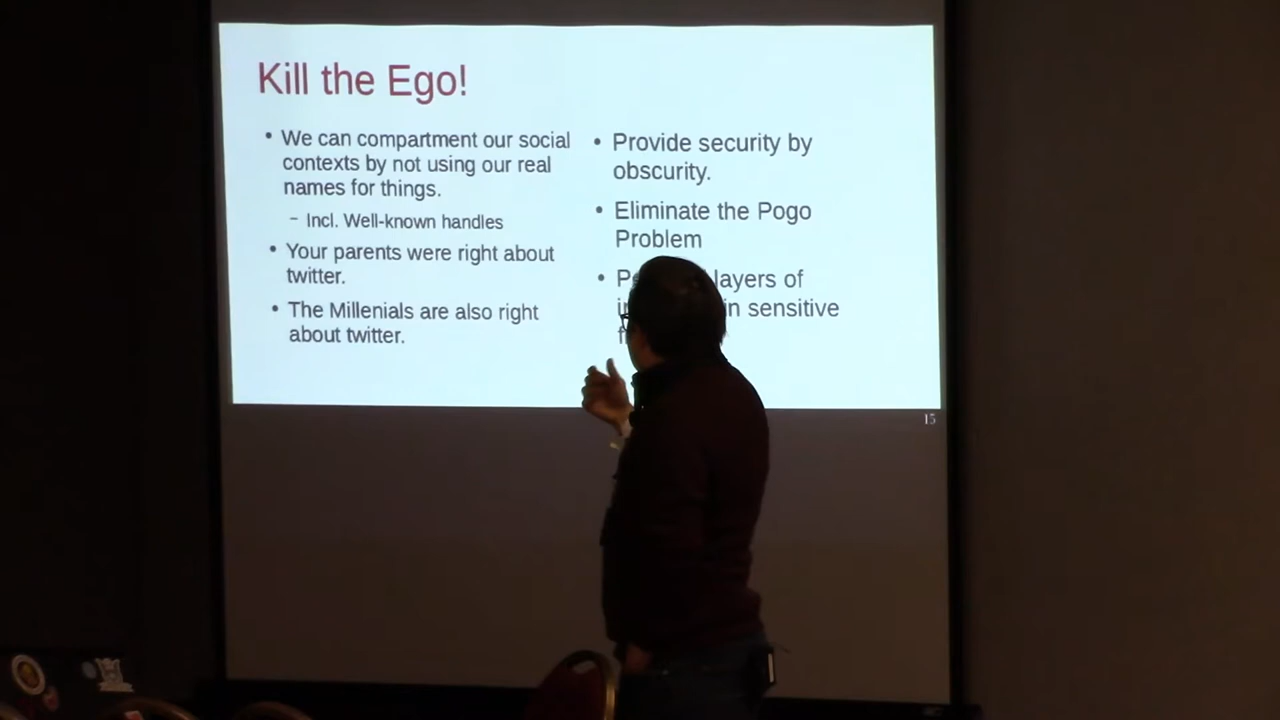 Kill the Ego!
• We can compartment our social
contexts by not using our real
names for things.
– Incl. Well-known handles
• Your parents were right about
twitter.
• The Millenials are also right
about twitter.
• Provide security by
obscurity.
• Eliminate the Pogo
Problem
• layers of
in sensitive
15